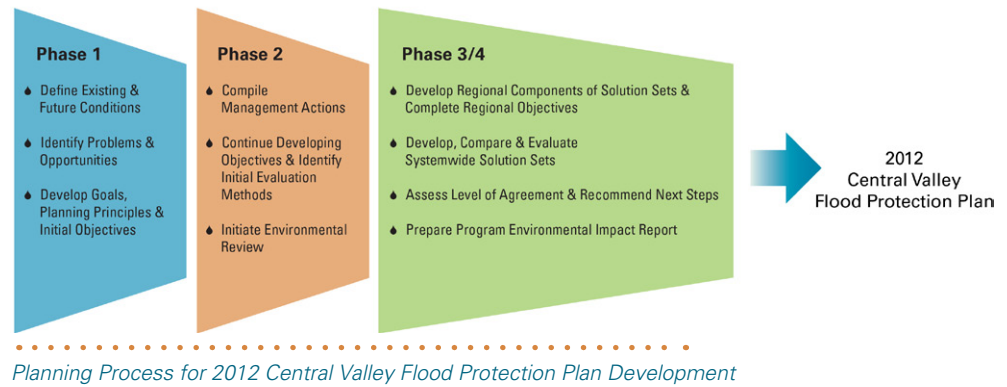 Phase 1
Define Existing &
Future Conditions
Identify Problems &
Opportunities
Develop Goals,
Planning Principles &
Initial Objectives
Phase 2
Compile
Management Actions
Continue Developing
Objectives & Identify
Initial Evaluation
Methods
Initiate Environmental
Review
Phase 3/4
Develop Regional Components of Solution Sets &
Complete Regional Objectives
Develop, Compare & Evaluate
Systemwide Solution Sets
Assess Level of Agreement & Recommend Next Steps
Prepare Program Environmental Impact Report
2012
Central Valley
Flood Protection Plan
Planning Process for 2012 Central Valley Flood Protection Plan Development